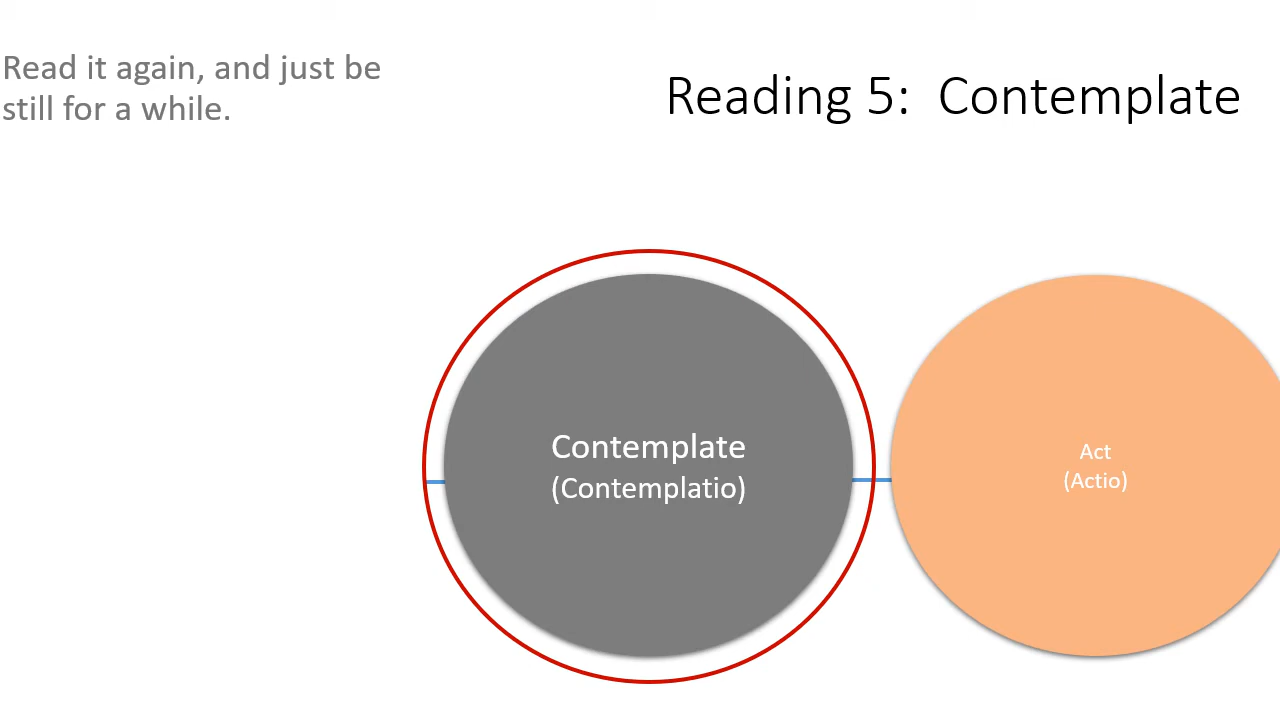 Read it again, and just be
still for a while.
Reading 5:  Contemplate
Contemplate
(Contemplatio)
Act
(Actio)